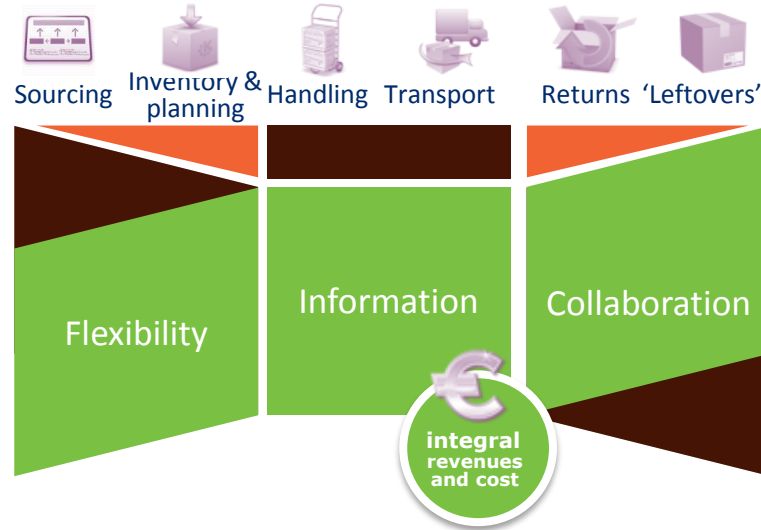 Sourcing
Inventory &
planning
Handling
Transport
Returns
‘Leftovers’
Flexibility
Information
Collaboration
integral
revenues
and cost